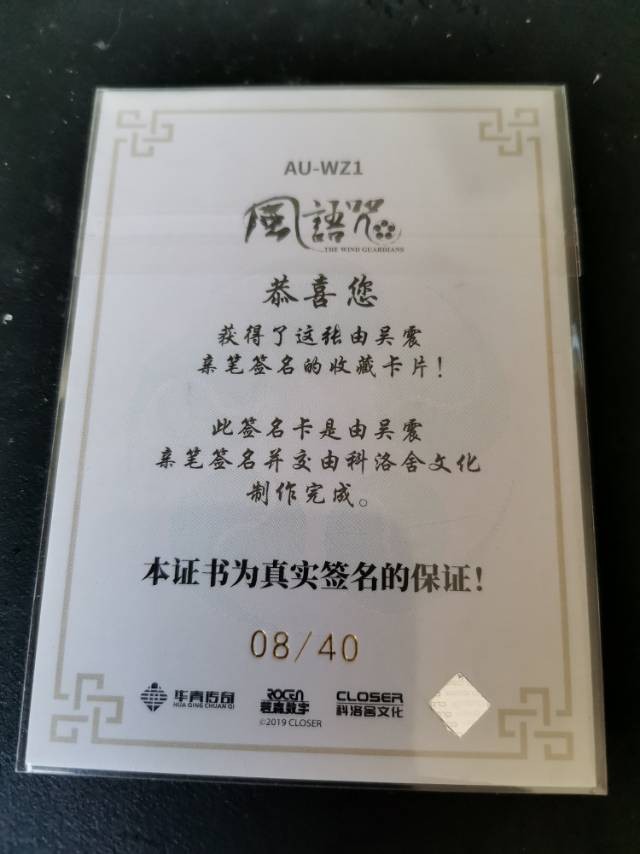 AU-WZ1
風語咒
THE WIND GUARDIANS
恭喜您
获得了这张由吴震
亲笔签名的收藏卡片！
此签名卡是由吴震
亲笔签名并交由科洛舍文化
制作完成。
本证书为真实签名的保证！
08/40
华青传奇
HUA QING CHUAN QI
ROCEN
若森数字
CLOSER
科洛舍文化
©2019 CLOSER